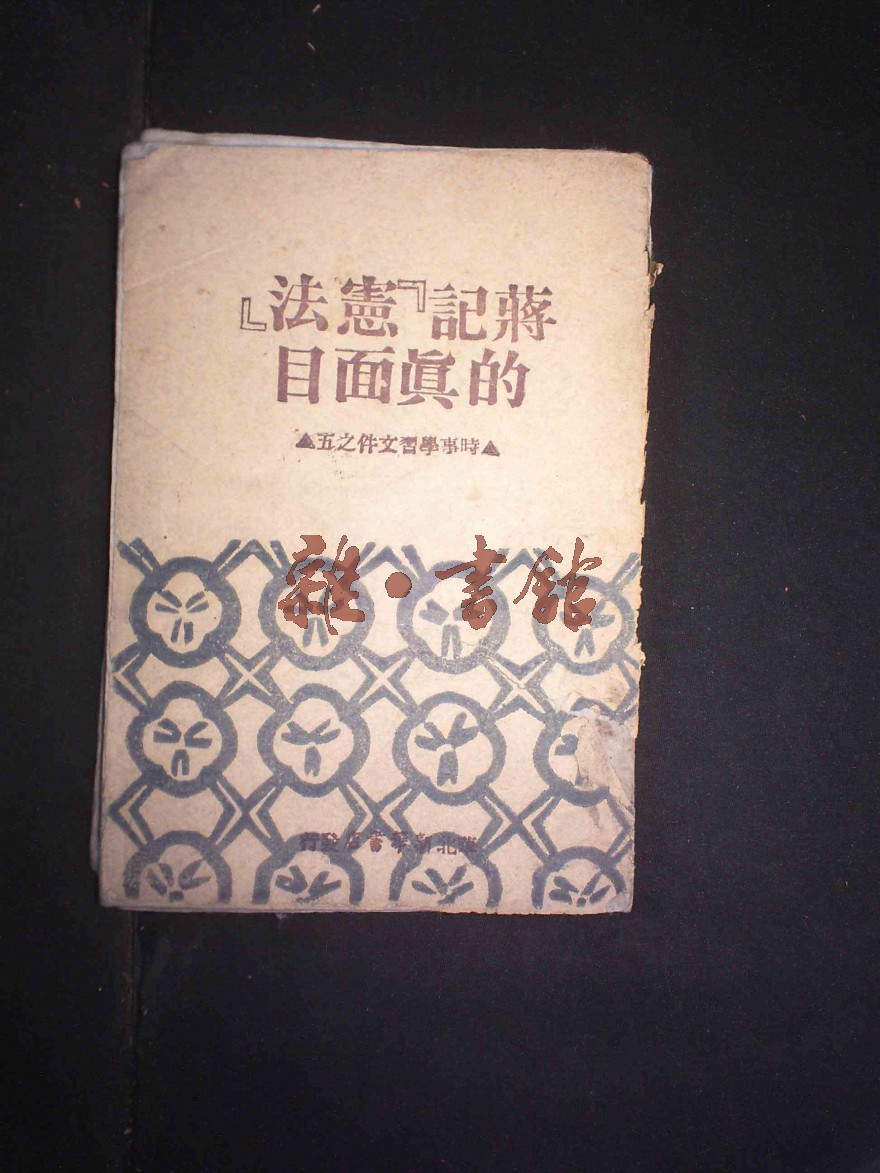 蔣記『憲法』
的眞面目
▲時事學習文件之五▲
雜·書館
華北新華書店發行